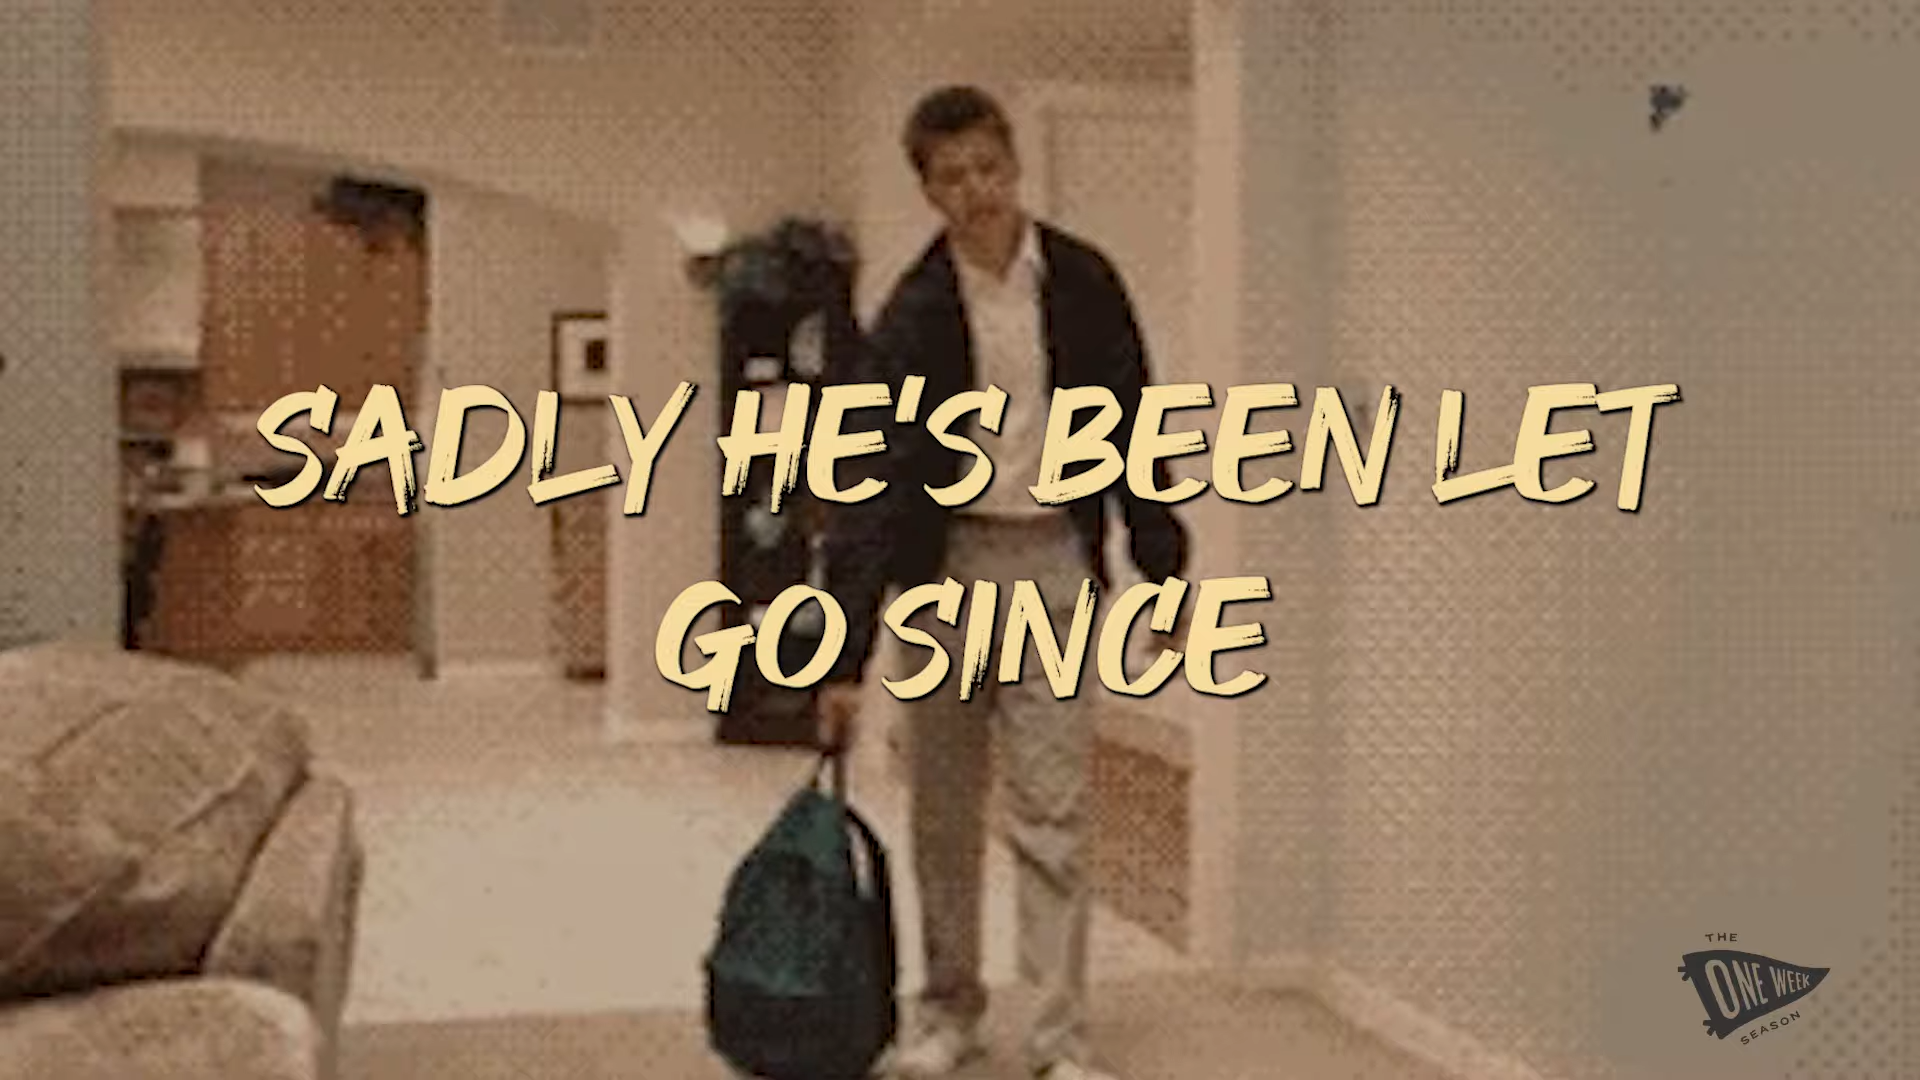 SADLY HE'S BEEN LET
GO SINCE
THE
ONE WEEK
SEASON